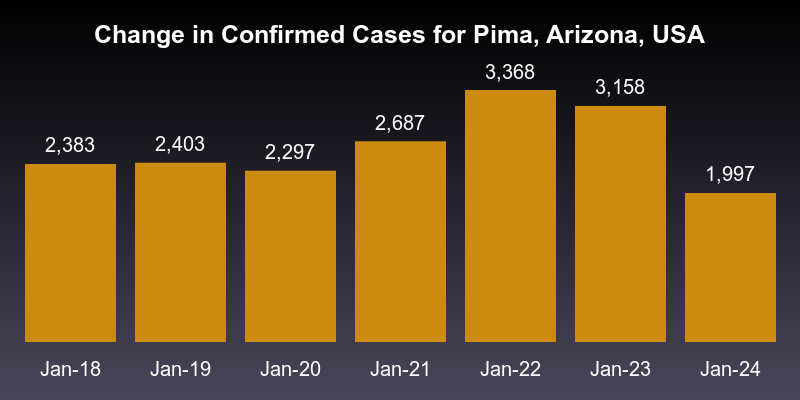 Change in Confirmed Cases for Pima, Arizona, USA
2,383
2,403
2,297
2,687
3,368
3,158
1,997
Jan-18
Jan-19
Jan-20
Jan-21
Jan-22
Jan-23
Jan-24